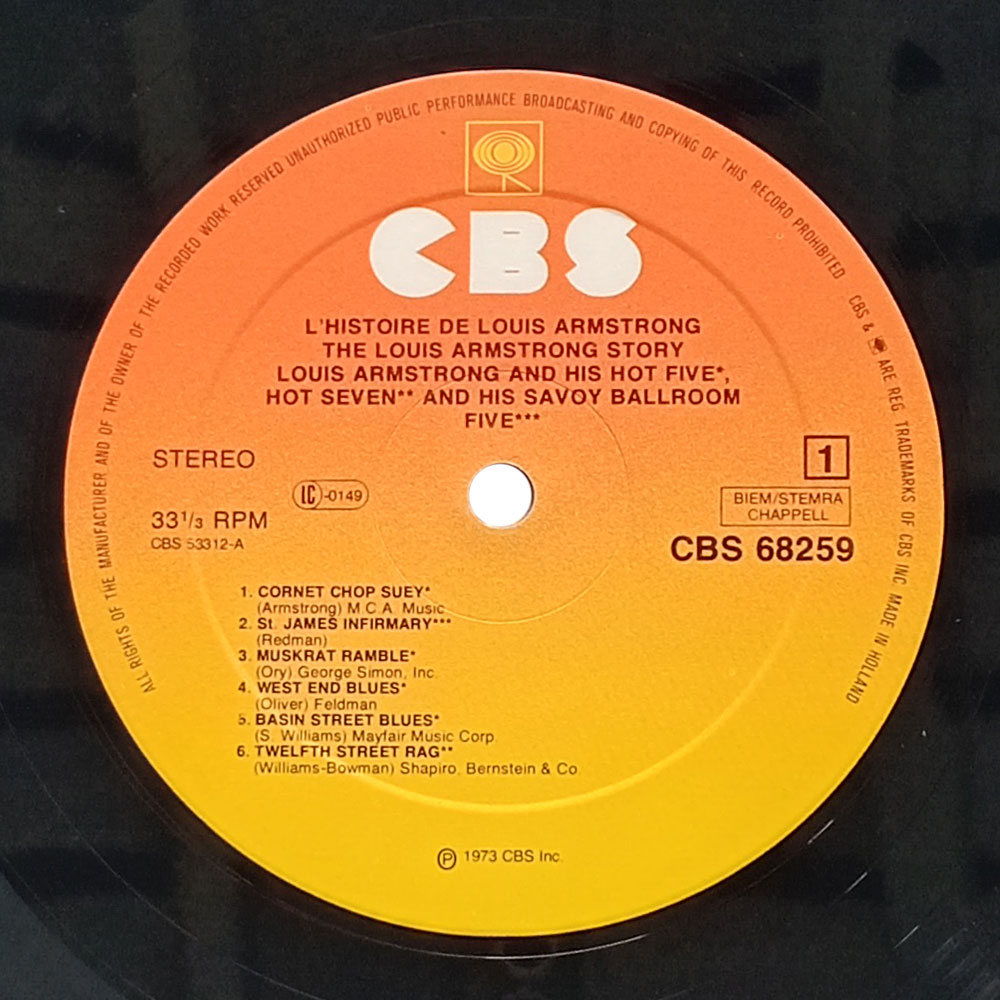 ALL RIGHTS OF THE MANUFACTURER AND OF THE OWNER OF THE RECORDED WORK RESERVED UNAUTHORIZED PUBLIC PERFORMANCE BROADCASTING AND COPYING OF THIS RECORD PROHIBITED CBS & ARE REG TRADEMARKS OF CBS INC MADE IN HOLLAND
CBS
L'HISTOIRE DE LOUIS ARMSTRONG
THE LOUIS ARMSTRONG STORY
LOUIS ARMSTRONG AND HIS HOT FIVE*,
HOT SEVEN** AND HIS SAVOY BALLROOM
FIVE***
STEREO
LC-0149
33 1/3 RPM
CBS 53312-A
1
BIEM/STEMRA
CHAPPELL
CBS 68259
1. CORNET CHOP SUEY*
(Armstrong) M.C.A. Music
2. St. JAMES INFIRMARY***
(Redman)
3. MUSKRAT RAMBLE*
(Ory) George Simon, Inc.
4. WEST END BLUES*
(Oliver) Feldman
5. BASIN STREET BLUES*
(S. Williams) Mayfair Music Corp.
6. TWELFTH STREET RAG**
(Williams-Bowman) Shapiro, Bernstein & Co.
℗ 1973 CBS Inc.